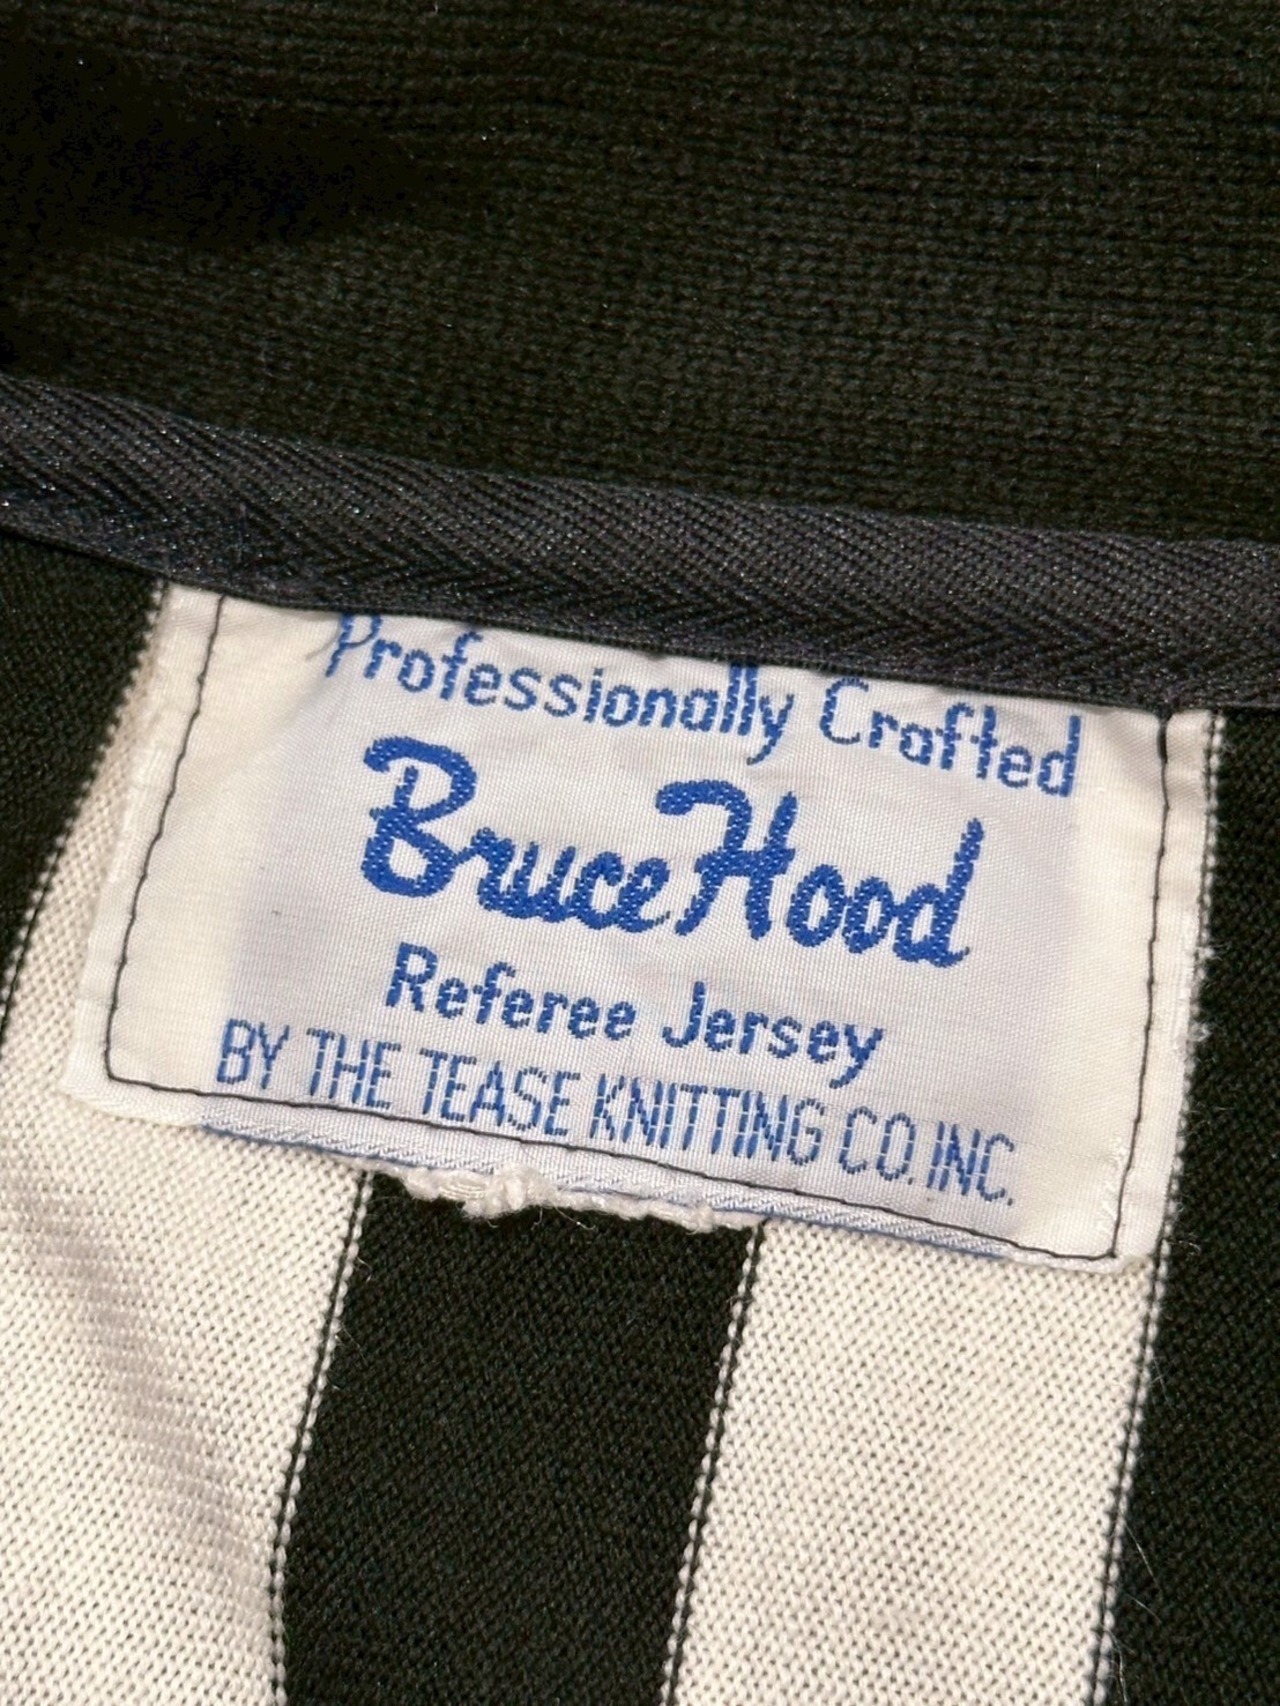 Professionally Crafted
Bruce Hood
Referee Jersey
BY THE TEASE KNITTING CO. INC.